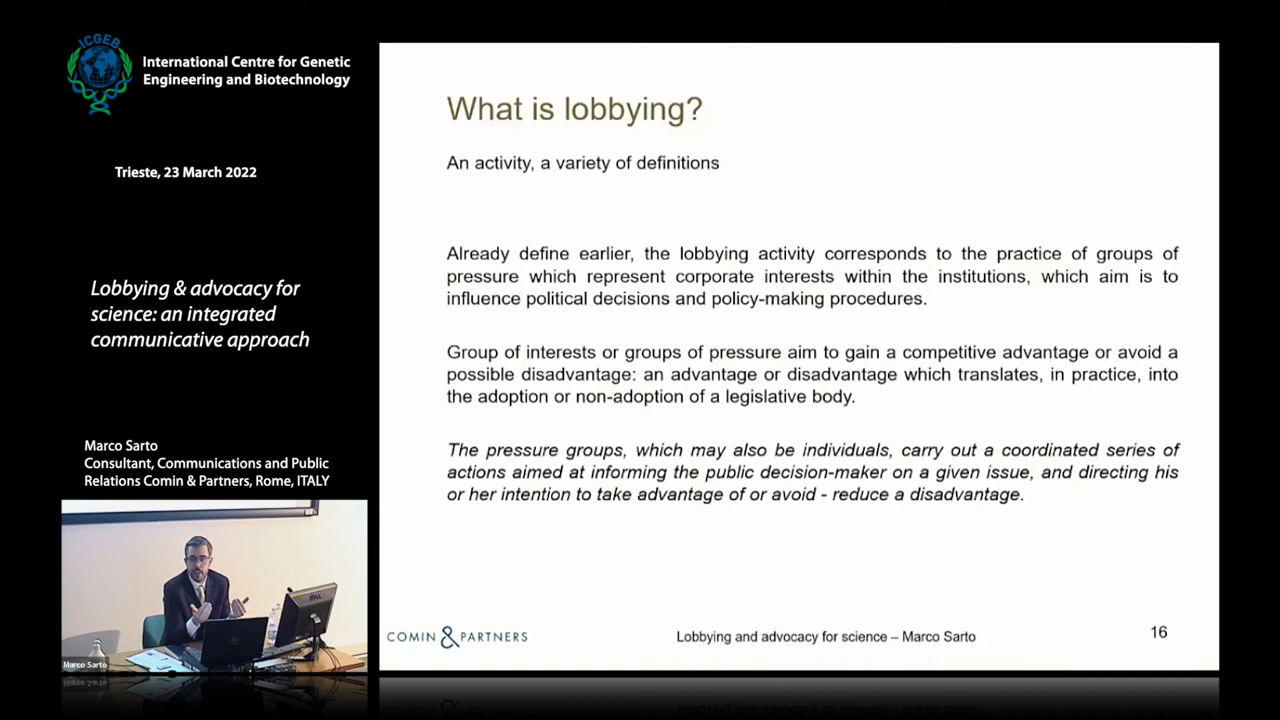 ICGEB
International Centre for Genetic
Engineering and Biotechnology
Trieste, 23 March 2022
Lobbying & advocacy for
science: an integrated
communicative approach
Marco Sarto
Consultant, Communications and Public
Relations Comin & Partners, Rome, ITALY
Marco Sarto
What is lobbying?
An activity, a variety of definitions
Already define earlier, the lobbying activity corresponds to the practice of groups of
pressure which represent corporate interests within the institutions, which aim is to
influence political decisions and policy-making procedures.
Group of interests or groups of pressure aim to gain a competitive advantage or avoid a
possible disadvantage: an advantage or disadvantage which translates, in practice, into
the adoption or non-adoption of a legislative body.
The pressure groups, which may also be individuals, carry out a coordinated series of
actions aimed at informing the public decision-maker on a given issue, and directing his
or her intention to take advantage of or avoid - reduce a disadvantage.
COMIN & PARTNERS
Lobbying and advocacy for science – Marco Sarto
16